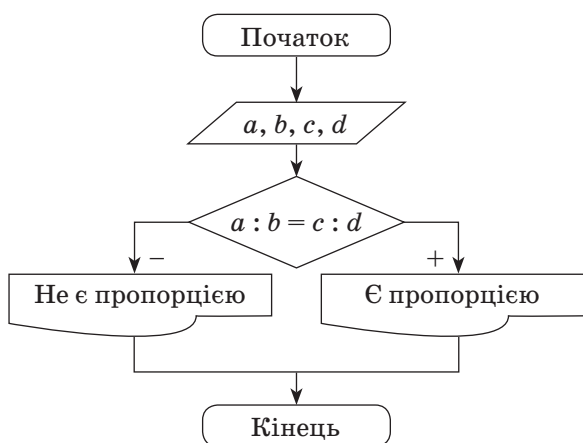 Початок
a, b, c, d
a : b = c : d
–
+
Не є пропорцією
Є пропорцією
Кінець